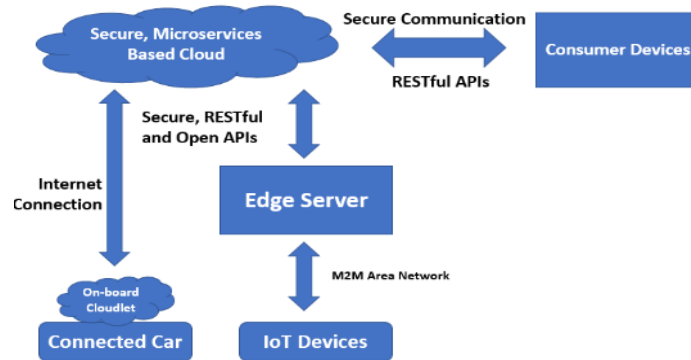 Secure Communication
Secure, Microservices
Based Cloud
Consumer Devices
RESTful APIs
Secure, RESTful
and Open APIs
Internet
Connection
Edge Server
M2M Area Network
On-board
Cloudlet
Connected Car
IoT Devices